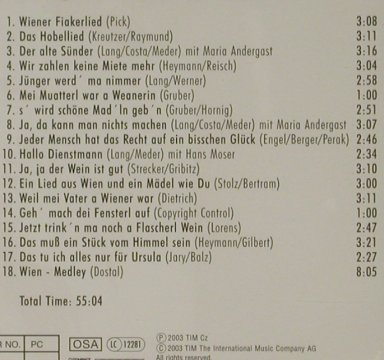 1. Wiener Fiakerlied (Pick) 3:08
2. Das Hobellied (Kreutzer/Raymund) 3:11
3. Der alte Sünder (Lang/Costa/Meder) mit Maria Andergast 3:16
4. Wir zahlen keine Miete mehr (Heymann/Reisch) 3:04
5. Jünger werd´ ma nimmer (Lang/Werner) 2:58
6. Mei Muatterl war a Weanerin (Gruber) 1:00
7. s´ wird schöne Mad´ln geb´n (Gruber/Hornig) 2:51
8. Ja, da kann man nichts machen (Lang/Costa/Meder) mit Maria Andergast 3:07
9. Jeder Mensch hat das Recht auf ein bisschen Glück (Engel/Berger/Perak) 2:46
10. Hallo Dienstmann (Lang/Meder) mit Hans Moser 2:34
11. Ja, ja der Wein ist gut (Strecker/Gribitz) 3:10
12. Ein Lied aus Wien und ein Mädel wie Du (Stolz/Bertram) 3:00
13. Weil mei Vater a Wiener war (Dietrich) 3:11
14. Geh´ mach dei Fensterl auf (Copyright Control) 1:00
15. Jetzt trink´n ma noch a Flascherl Wein (Lorens) 2:47
16. Das muß ein Stück vom Himmel sein (Heymann/Gilbert) 3:21
17. Das tu ich alles nur für Ursula (Jary/Balz) 2:27
18. Wien - Medley (Dostal) 8:05
Total Time: 55:04
R NO. PC OSA LC 12281
Ⓟ 2003 TIM Cz
© 2003 TIM The International Music Company AG
All rights reserved.